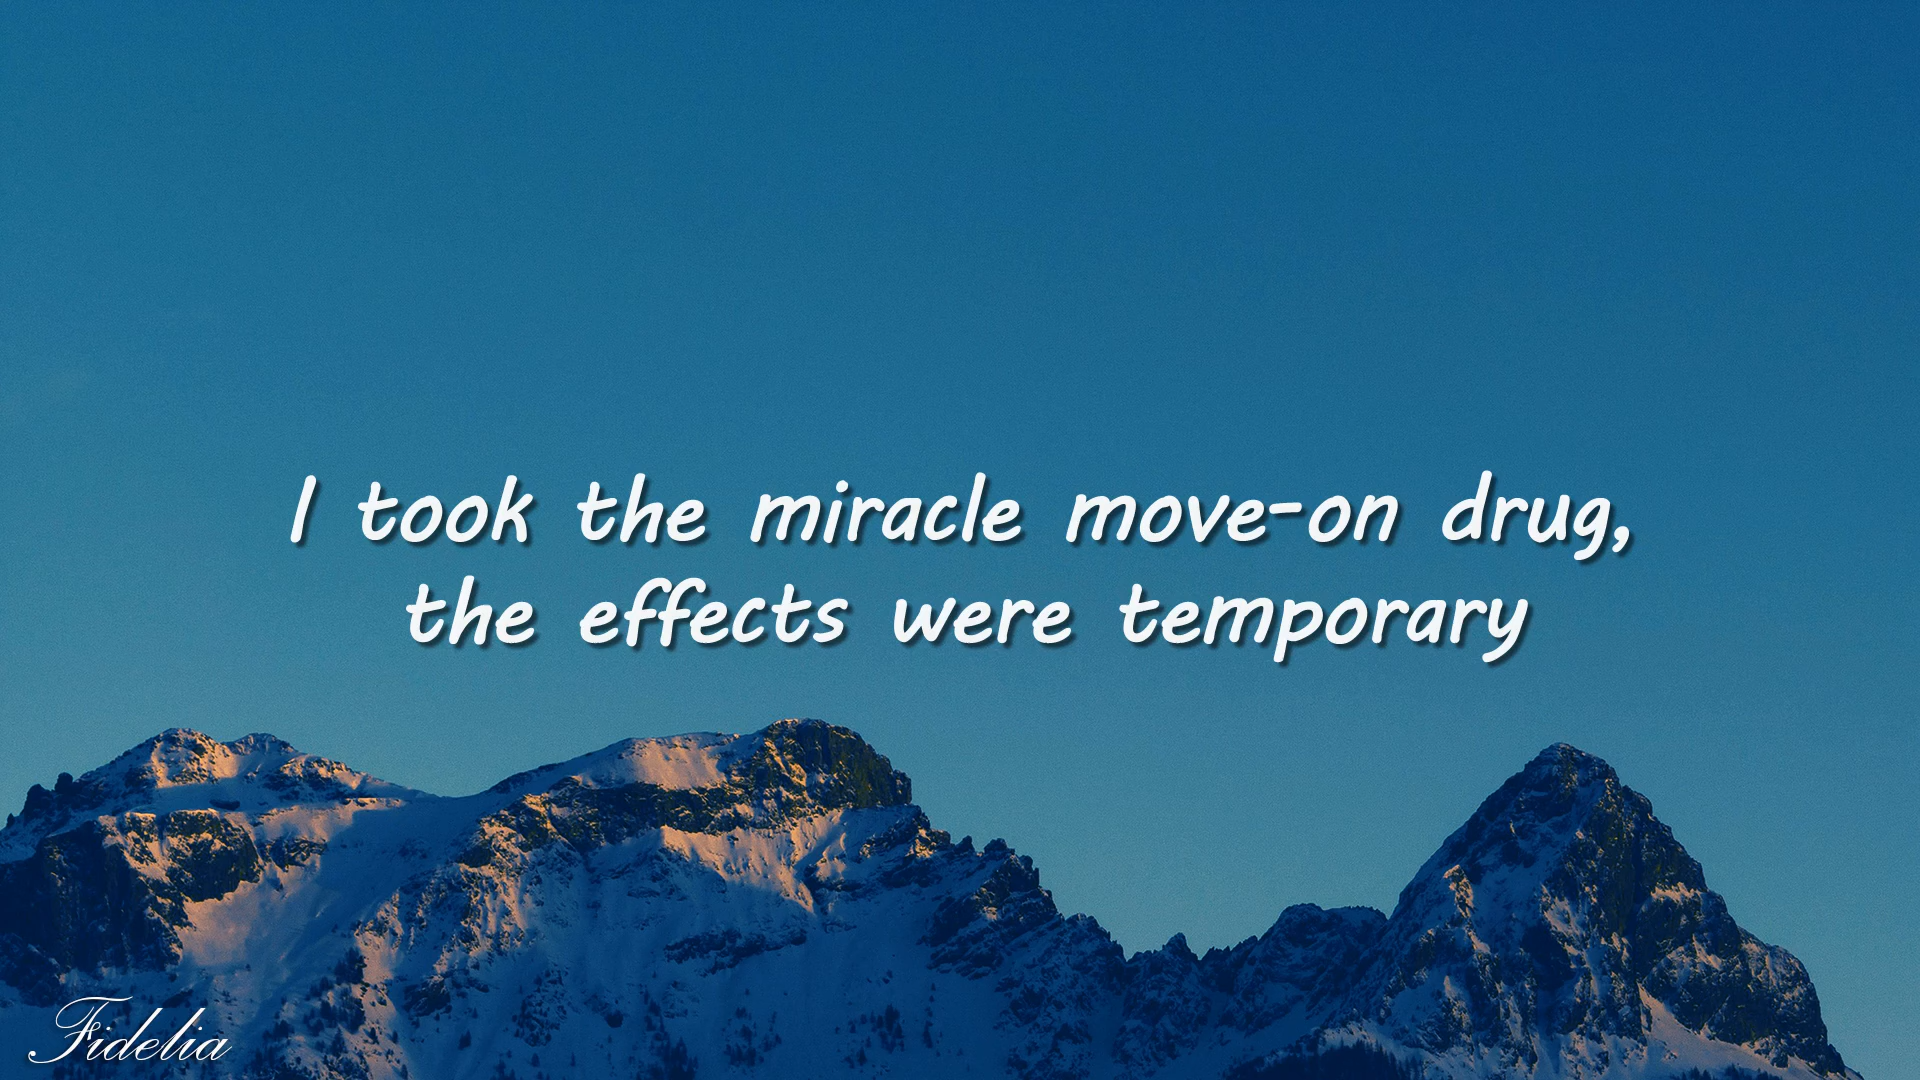 I took the miracle move-on drug,
the effects were temporary
Fidelia